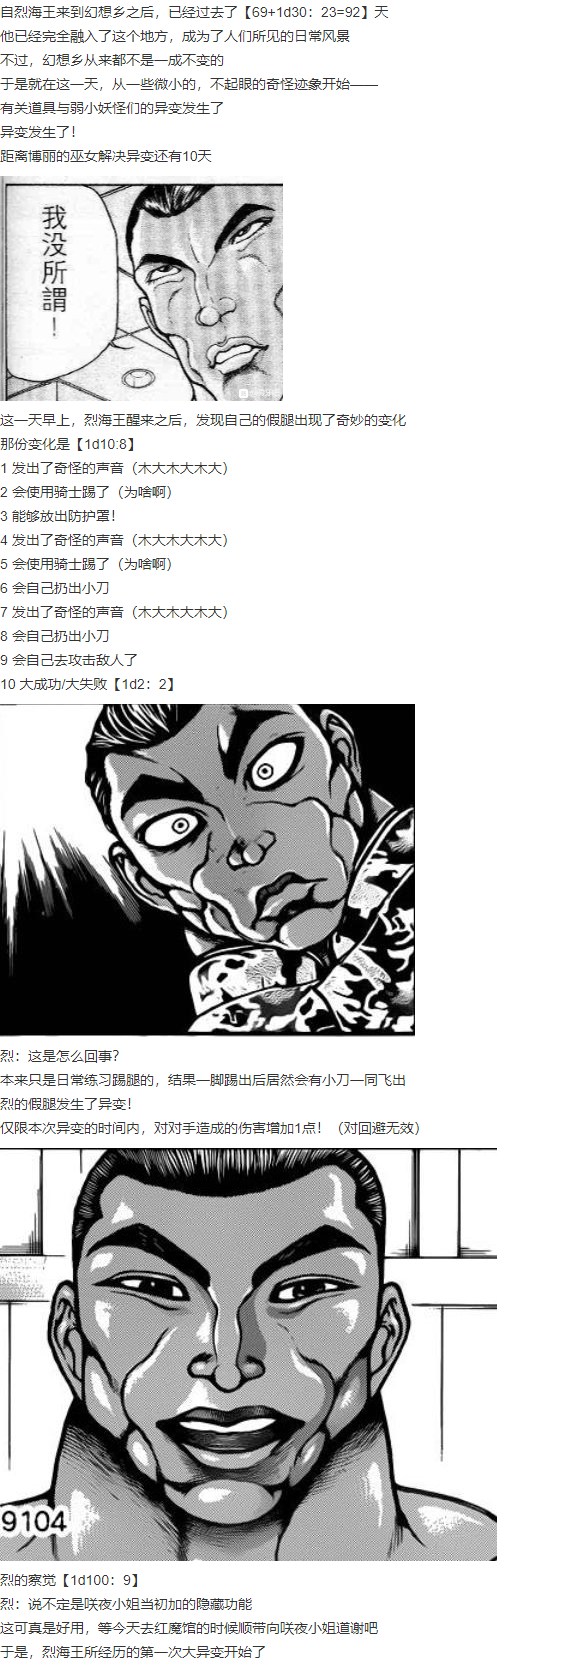 自烈海王来到幻想乡之后，已经过去了【69+1d30：23=92】天
他已经完全融入了这个地方，成为了人们所见的日常风景
不过，幻想乡从来都不是一成不变的
于是就在这一天，从一些微小的，不起眼的奇怪迹象开始——
有关道具与弱小妖怪们的异变发生了
异变发生了！
距离博丽的巫女解决异变还有10天
我没所謂！
这一天早上，烈海王醒来之后，发现自己的假腿出现了奇妙的变化
那份变化是【1d10:8】
1 发出了奇怪的声音（木大木大木大）
2 会使用骑士踢了（为啥啊）
3 能够放出防护罩！
4 发出了奇怪的声音（木大木大木大）
5 会使用骑士踢了（为啥啊）
6 会自己扔出小刀
7 发出了奇怪的声音（木大木大木大）
8 会自己扔出小刀
9 会自己去攻击敌人了
10 大成功/大失败【1d2：2】
烈：这是怎么回事？
本来只是日常练习踢腿的，结果一脚踢出后居然会有小刀一同飞出
烈的假腿发生了异变！
仅限本次异变的时间内，对对手造成的伤害增加1点！（对回避无效）
9104
烈的察觉【1d100：9】
烈：说不定是咲夜小姐当初加的隐藏功能
这可真是好用，等今天去红魔馆的时候顺带向咲夜小姐道谢吧
于是，烈海王所经历的第一次大异变开始了